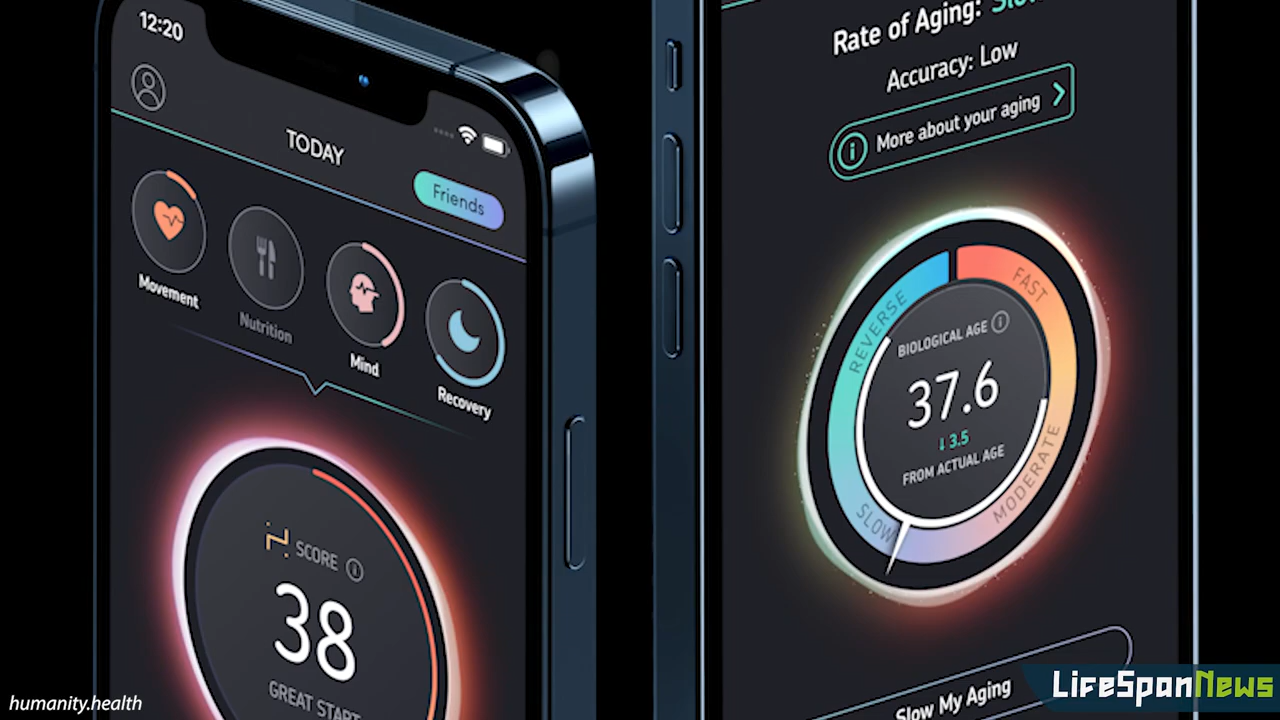 12:20
TODAY
Friends
Movement
Nutrition
Mind
Recovery
SCORE
38
GREAT START
Rate of Aging: Slow
Accuracy: Low
More about your aging
REVERSE
FAST
BIOLOGICAL AGE
37.6
↓ 3.5
FROM ACTUAL AGE
SLOW
MODERATE
Slow My Aging
humanity.health
LifeSpanNews